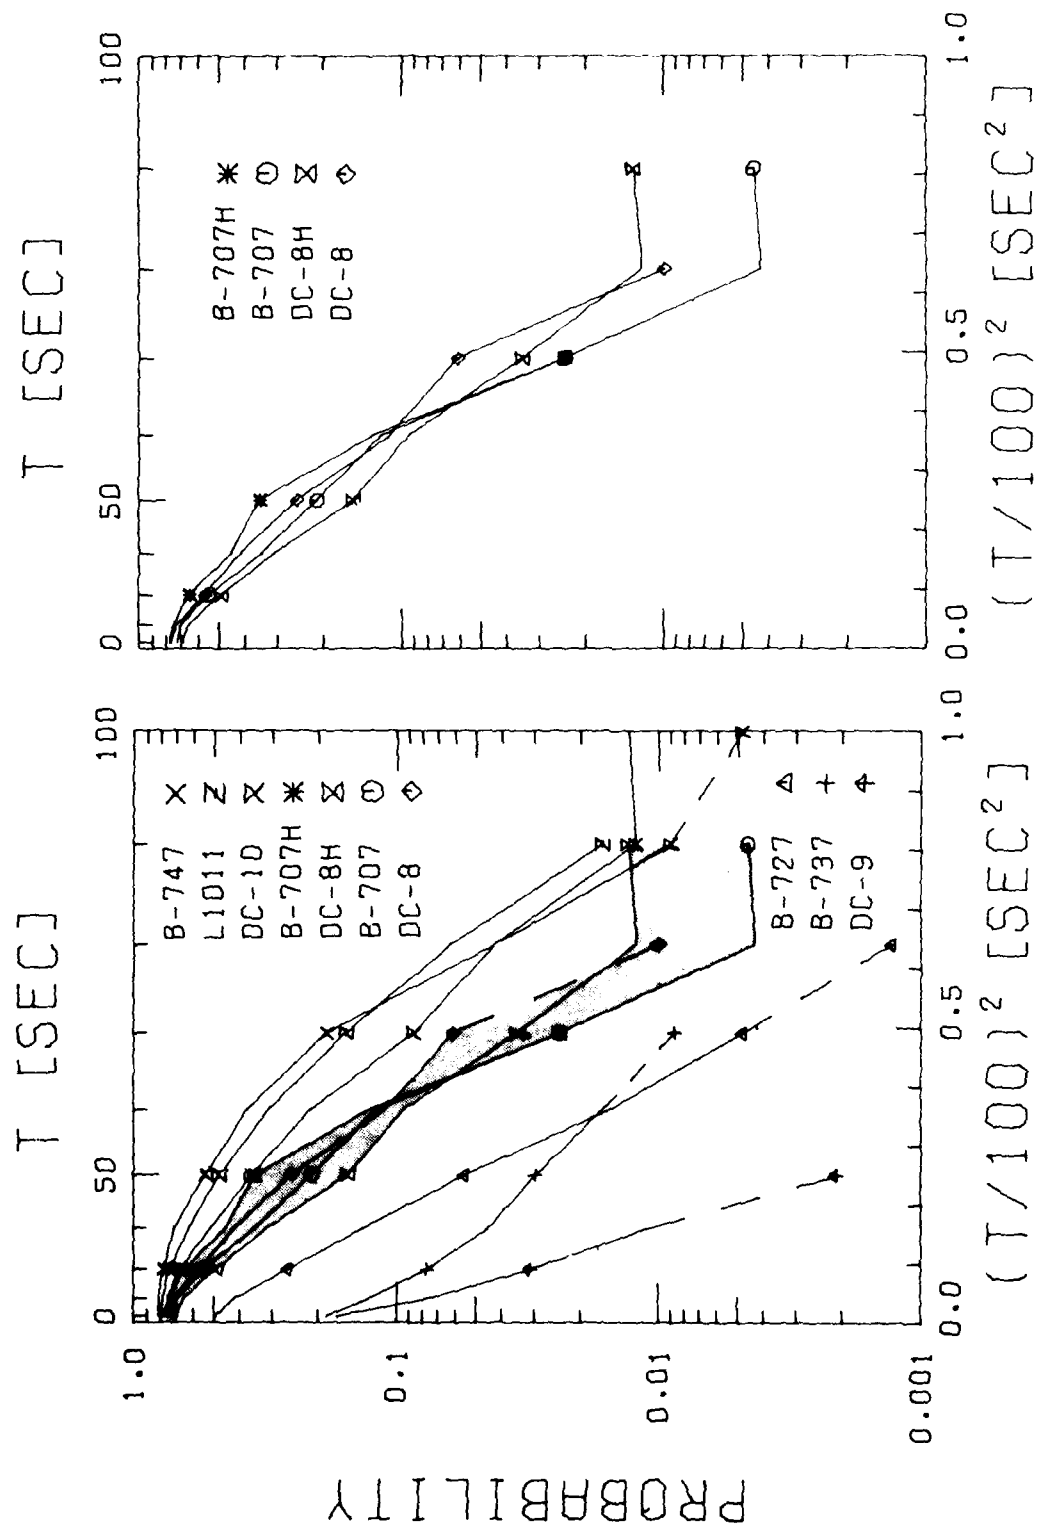 T [SEC]
0
50
100
B-747
L1011
DC-10
B-707H
DC-8H
B-707
DC-8
B-727
B-737
DC-9
1.0
0.1
0.01
0.001
PROBABILITY
0.0
0.5
1.0
(T/100)² [SEC²]
T [SEC]
0
50
100
B-707H
B-707
DC-8H
DC-8
0.0
0.5
1.0
(T/100)² [SEC²]